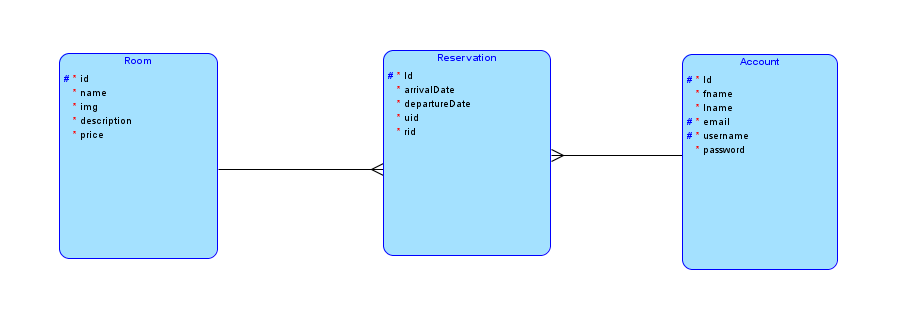 Room
# * id
* name
* img
* description
* price
Reservation
# * Id
* arrivalDate
* departureDate
* uid
* rid
Account
# * Id
* fname
* lname
# * email
# * username
* password